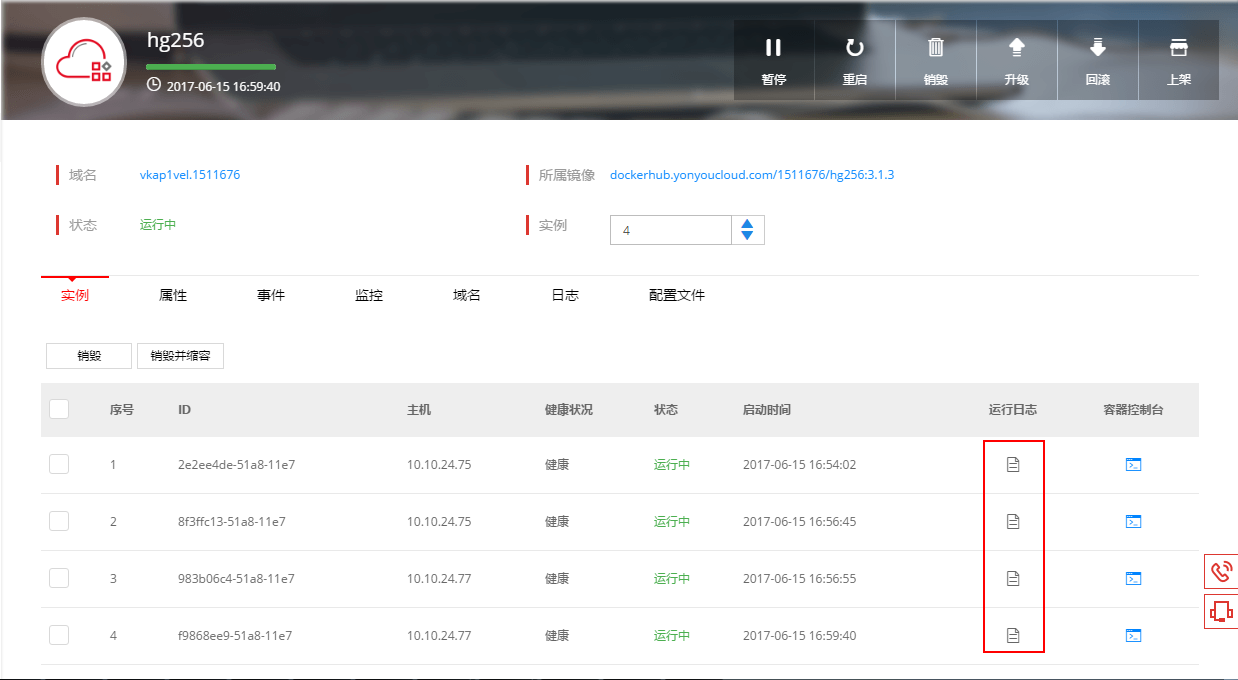 hg256
2017-06-15 16:59:40
暂停 重启 销毁 升级 回滚 上架
域名 vkap1vel.1511676 所属镜像 dockerhub.yonyoucloud.com/1511676/hg256:3.1.3
状态 运行中 实例 4
实例 属性 事件 监控 域名 日志 配置文件
销毁 销毁并缩容
序号 ID 主机 健康状况 状态 启动时间 运行日志 容器控制台
1 2e2ee4de-51a8-11e7 10.10.24.75 健康 运行中 2017-06-15 16:54:02
2 8f3ffc13-51a8-11e7 10.10.24.75 健康 运行中 2017-06-15 16:56:45
3 983b06c4-51a8-11e7 10.10.24.77 健康 运行中 2017-06-15 16:56:55
4 f9868ee9-51a8-11e7 10.10.24.77 健康 运行中 2017-06-15 16:59:40